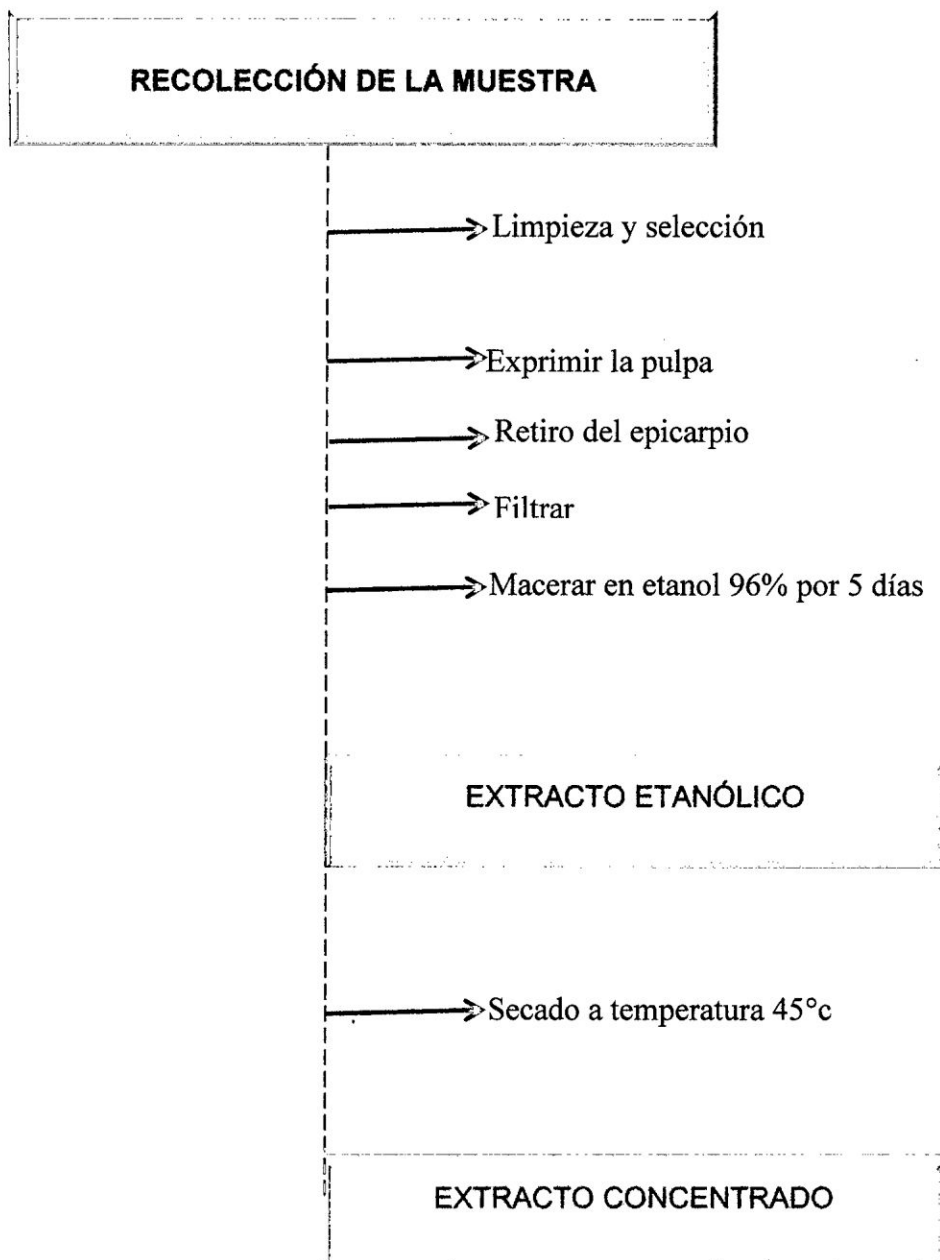 RECOLECCIÓN DE LA MUESTRA
Limpieza y selección
Exprimir la pulpa
Retiro del epicarpio
Filtrar
Macerar en etanol 96% por 5 días
EXTRACTO ETANÓLICO
Secado a temperatura 45°c
EXTRACTO CONCENTRADO